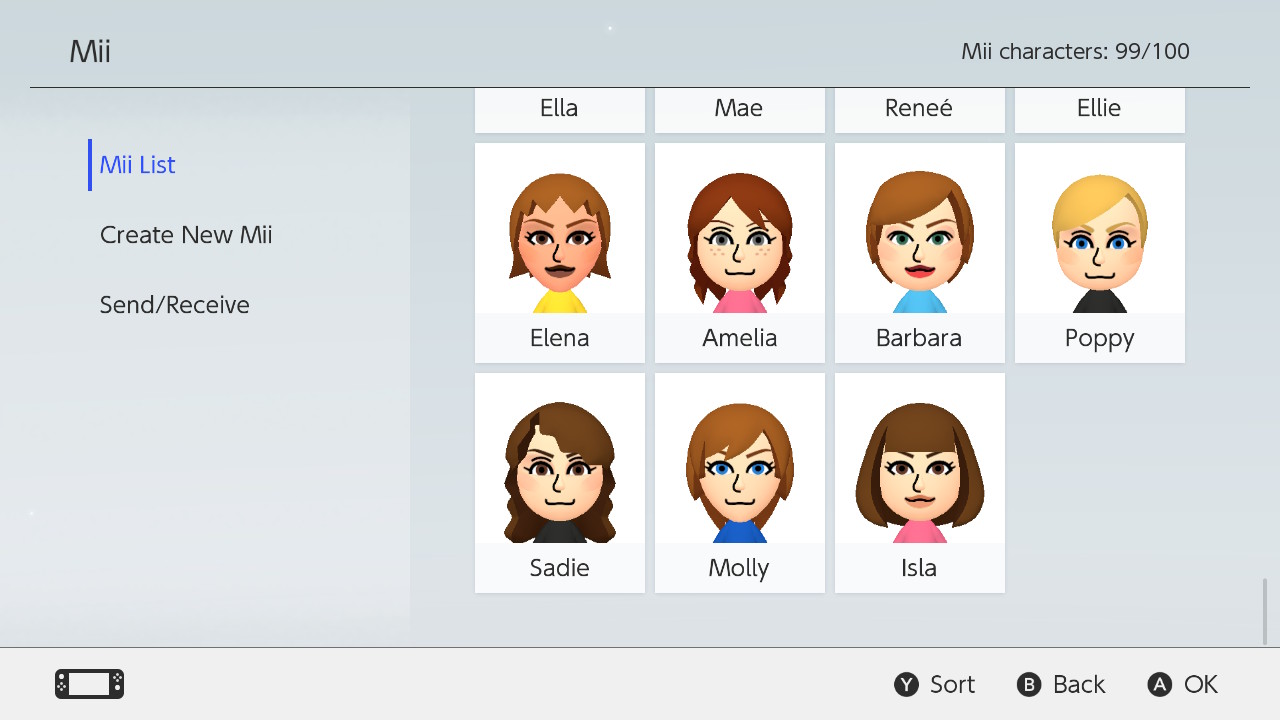 Mii
Mii characters: 99/100
Mii List
Create New Mii
Send/Receive
Ella
Mae
Reneé
Ellie
Elena
Amelia
Barbara
Poppy
Sadie
Molly
Isla
Y Sort
B Back
A OK